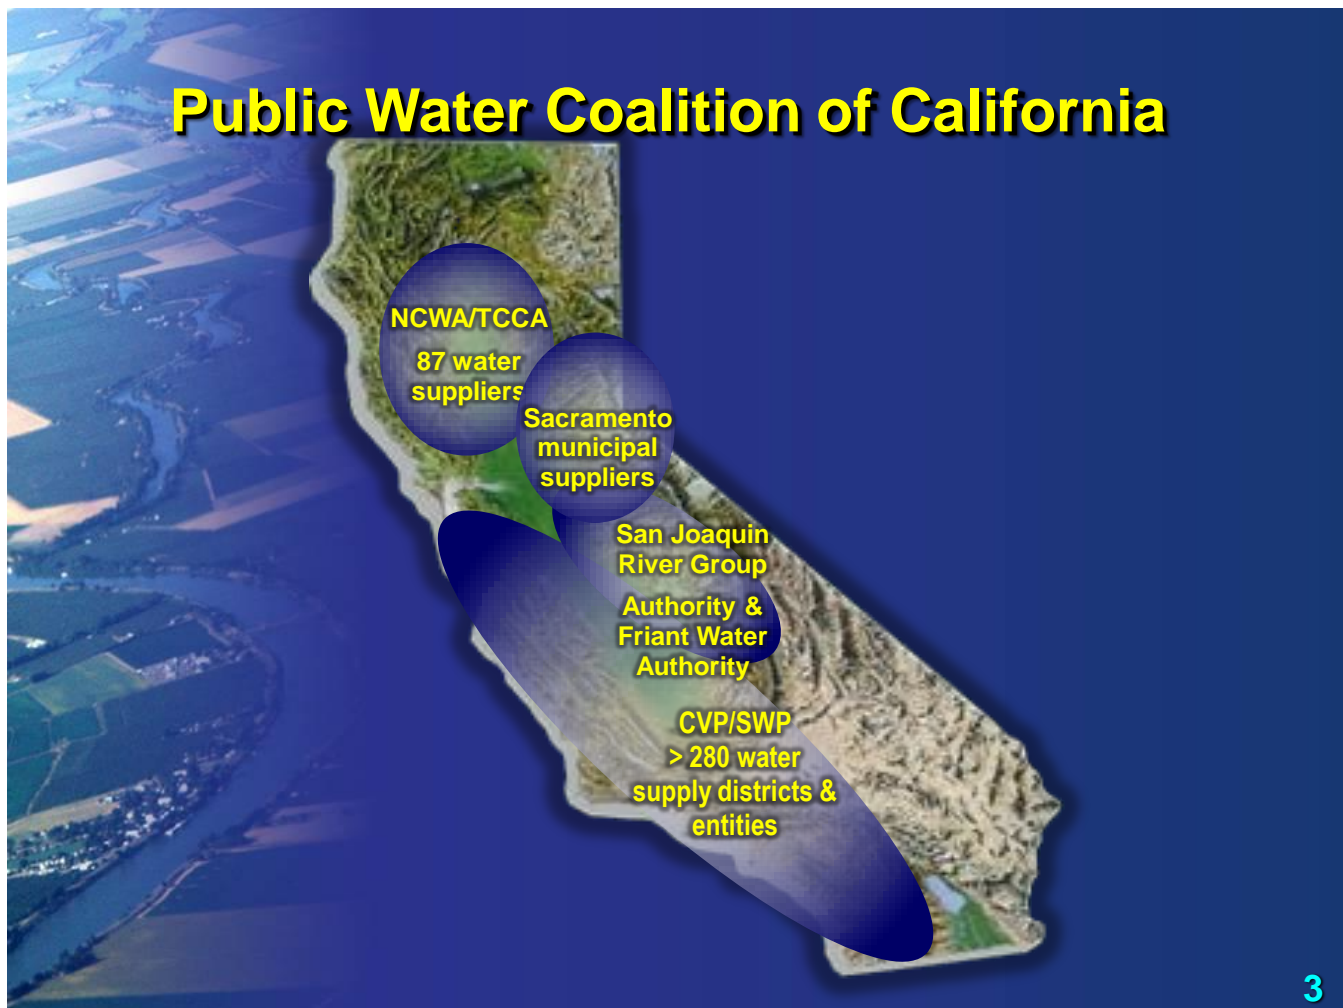 Public Water Coalition of California
NCWA/TCCA
87 water
suppliers
Sacramento
municipal
suppliers
San Joaquin
River Group
Authority &
Friant Water
Authority
CVP/SWP
> 280 water
supply districts &
entities
3